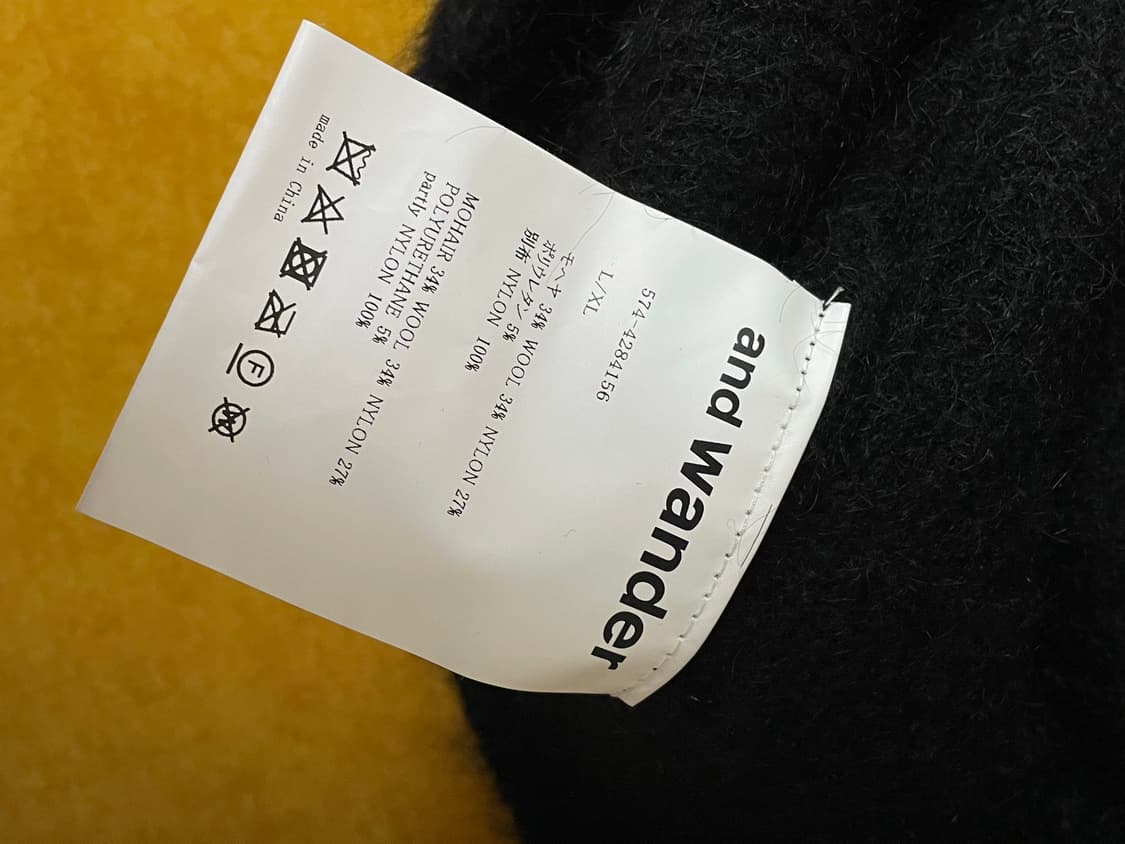 and wander
574-4284156
L/XL
モヘヤ 34% WOOL 34% NYLON 27%
ポリウレタン 5%
別布 NYLON 100%
MOHAIR 34% WOOL 34% NYLON 27%
POLYURETHANE 5%
partly NYLON 100%
F
W
made in China